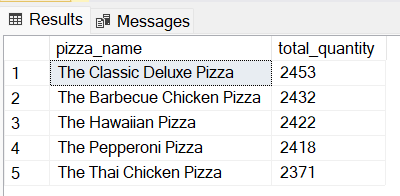 Results Messages
pizza_name total_quantity
1 The Classic Deluxe Pizza 2453
2 The Barbecue Chicken Pizza 2432
3 The Hawaiian Pizza 2422
4 The Pepperoni Pizza 2418
5 The Thai Chicken Pizza 2371